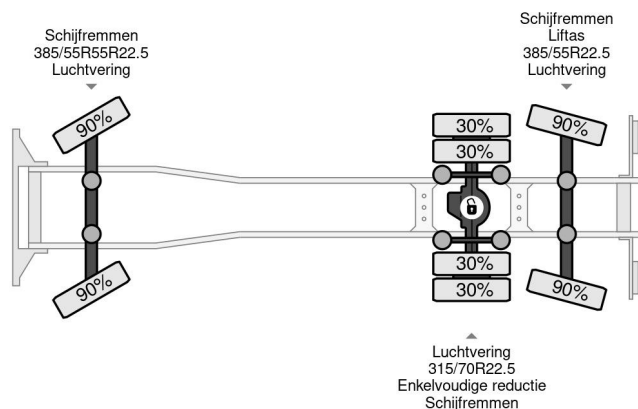 Schijfremmen
385/55R55R22.5
Luchtvering
Schijfremmen
Liftas
385/55R22.5
Luchtvering
90%
30%
30%
90%
90%
30%
30%
90%
Luchtvering
315/70R22.5
Enkelvoudige reductie
Schijfremmen